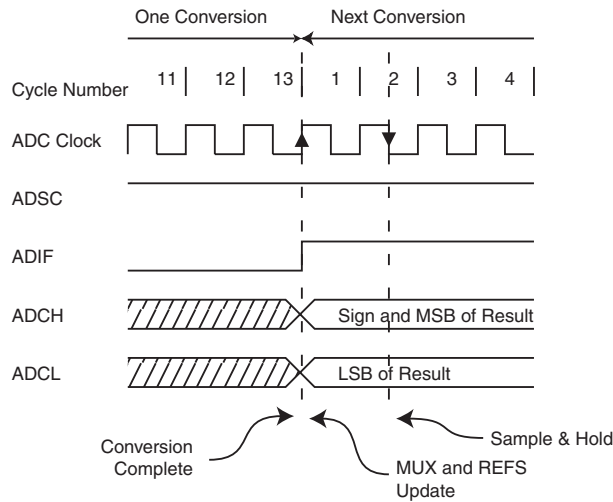 One Conversion Next Conversion
Cycle Number 11 12 13 1 2 3 4
ADC Clock
ADSC
ADIF
ADCH Sign and MSB of Result
ADCL LSB of Result
Conversion
Complete
MUX and REFS
Update
Sample & Hold